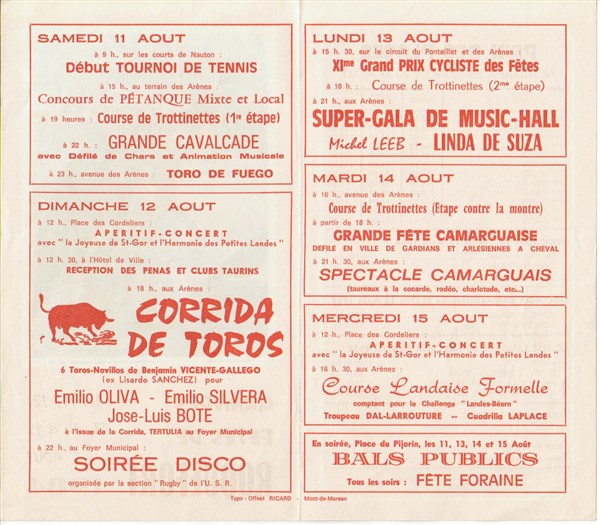 SAMEDI 11 AOUT
à 9 h., sur les courts de Nauton :
Début TOURNOI DE TENNIS
à 15 h., au terrain des Arènes :
Concours de PÉTANQUE Mixte et Local
à 19 heures : Course de Trottinettes (1re étape)
à 22 h. : GRANDE CAVALCADE
avec Défilé de Chars et Animation Musicale
à 23 h., avenue des Arènes : TORO DE FUEGO
DIMANCHE 12 AOUT
à 12 h., Place des Cordeliers :
APERITIF-CONCERT
avec " la Joyeuse de St-Gor et l'Harmonie des Petites Landes "
à 12 h. 30, à l'Hôtel de Ville :
RECEPTION DES PENAS ET CLUBS TAURINS
à 18 h., aux Arènes :
CORRIDA
DE TOROS
6 Toros-Novillos de Benjamin VICENTE-GALLEGO
(ex Lisardo SANCHEZ) pour
Emilio OLIVA - Emilio SILVERA
José-Luis BOTE
à l'issue de la Corrida, TERTULIA au Foyer Municipal
à 22 h., au Foyer Municipal :
SOIRÉE DISCO
organisée par la section " Rugby " de l'U. S. R.
LUNDI 13 AOUT
à 15 h. 30, sur le circuit du Pontaillat et des Arènes :
XIme Grand PRIX CYCLISTE des Fêtes
à 18 h. : Course de Trottinettes (2me étape)
à 21 h., aux Arènes :
SUPER-GALA DE MUSIC-HALL
Michel LEEB - LINDA DE SUZA
MARDI 14 AOUT
à 16 h., avenue des Arènes :
Course de Trottinettes (Etape contre la montre)
à partir de 18 h. :
GRANDE FÊTE CAMARGUAISE
DEFILE EN VILLE DE GARDIANS ET ARLESIENNES A CHEVAL
à 21 h. 30, aux Arènes :
SPECTACLE CAMARGUAIS
(taureaux à la cocarde, rodéo, charlotade, etc...)
MERCREDI 15 AOUT
à 12 h., Place des Cordeliers :
APERITIF-CONCERT
avec " la Joyeuse de St-Gor et l'Harmonie des Petites Landes "
à 16 h. 30, aux Arènes :
Course Landaise Formelle
comptant pour le Challenge "Landes-Béarn"
Troupeau DAL-LARROUTURE -- Cuadrilla LAPLACE
En soirée, Place du Pijorin, les 11, 13, 14 et 15 Août
BALS PUBLICS
Tous les soirs : FÊTE FORAINE
Typo - Offset RICARD - Mont-de-Marsan